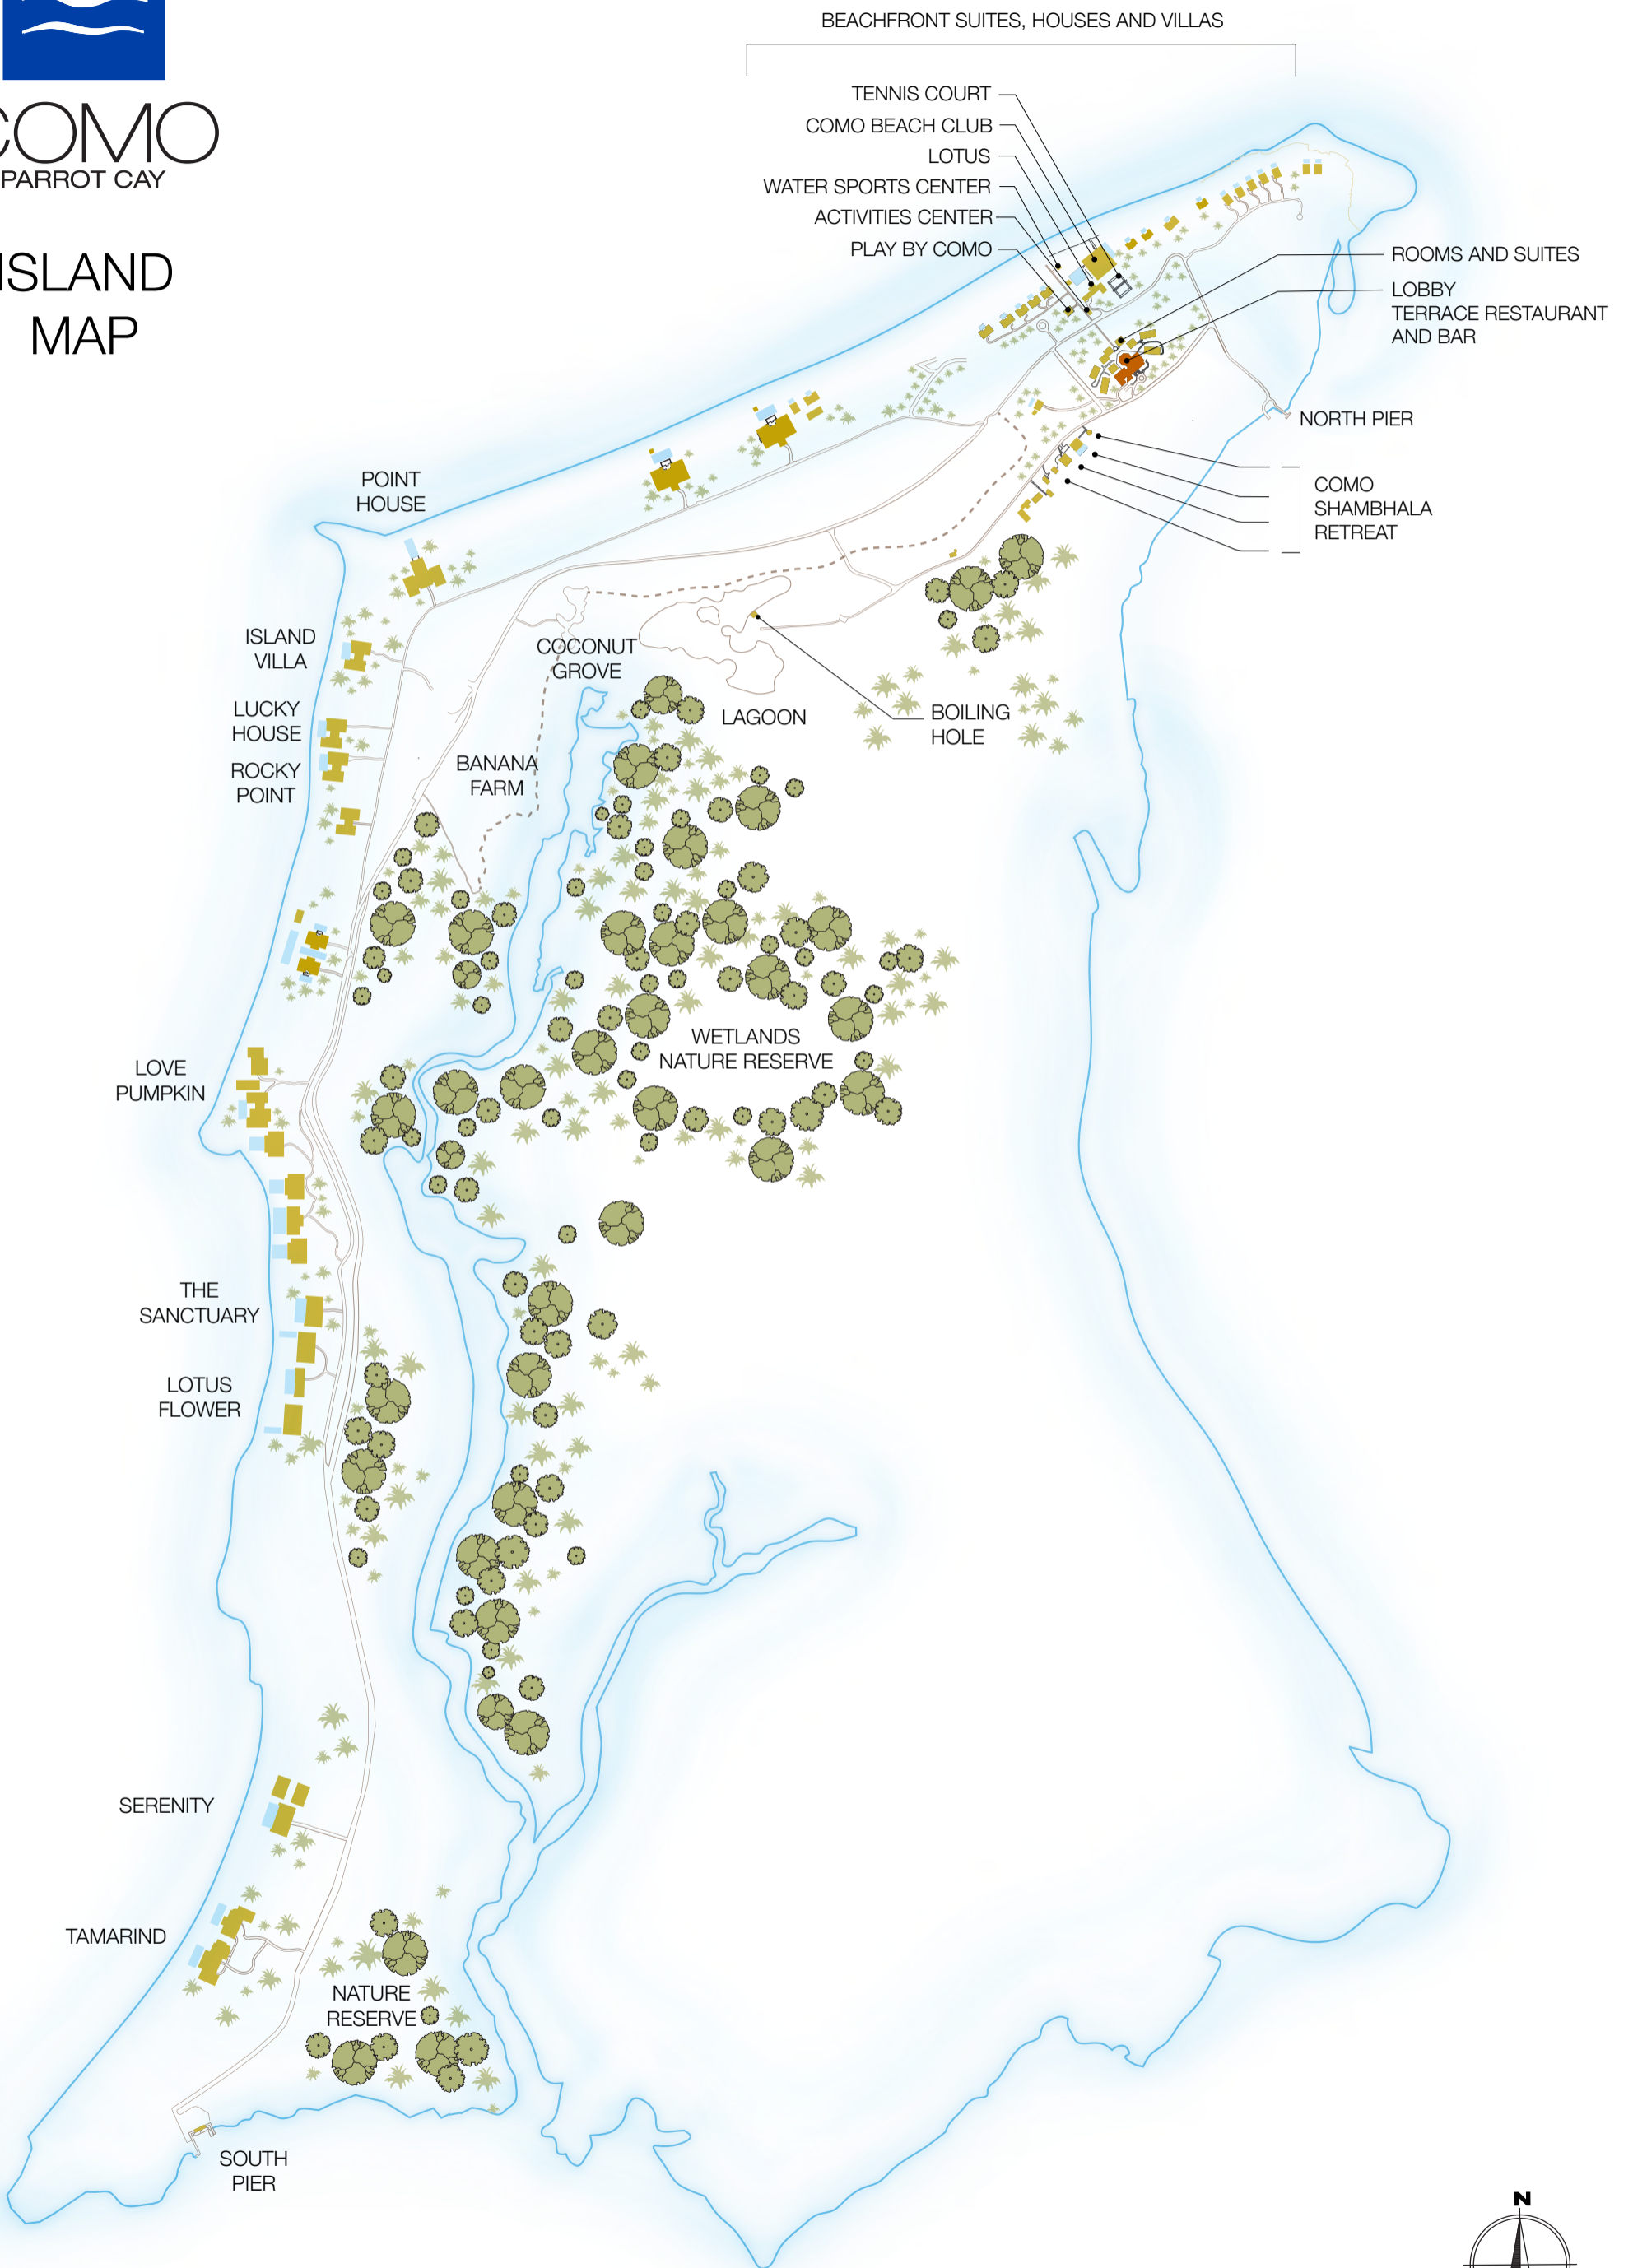 COMO
PARROT CAY
ISLAND
MAP
BEACHFRONT SUITES, HOUSES AND VILLAS
TENNIS COURT
COMO BEACH CLUB
LOTUS
WATER SPORTS CENTER
ACTIVITIES CENTER
PLAY BY COMO
ROOMS AND SUITES
LOBBY
TERRACE RESTAURANT
AND BAR
NORTH PIER
COMO
SHAMBHALA
RETREAT
POINT
HOUSE
ISLAND
VILLA
COCONUT
GROVE
LUCKY
HOUSE
LAGOON
BOILING
HOLE
ROCKY
POINT
BANANA
FARM
WETLANDS
NATURE RESERVE
LOVE
PUMPKIN
THE
SANCTUARY
LOTUS
FLOWER
SERENITY
TAMARIND
NATURE
RESERVE
SOUTH
PIER
N